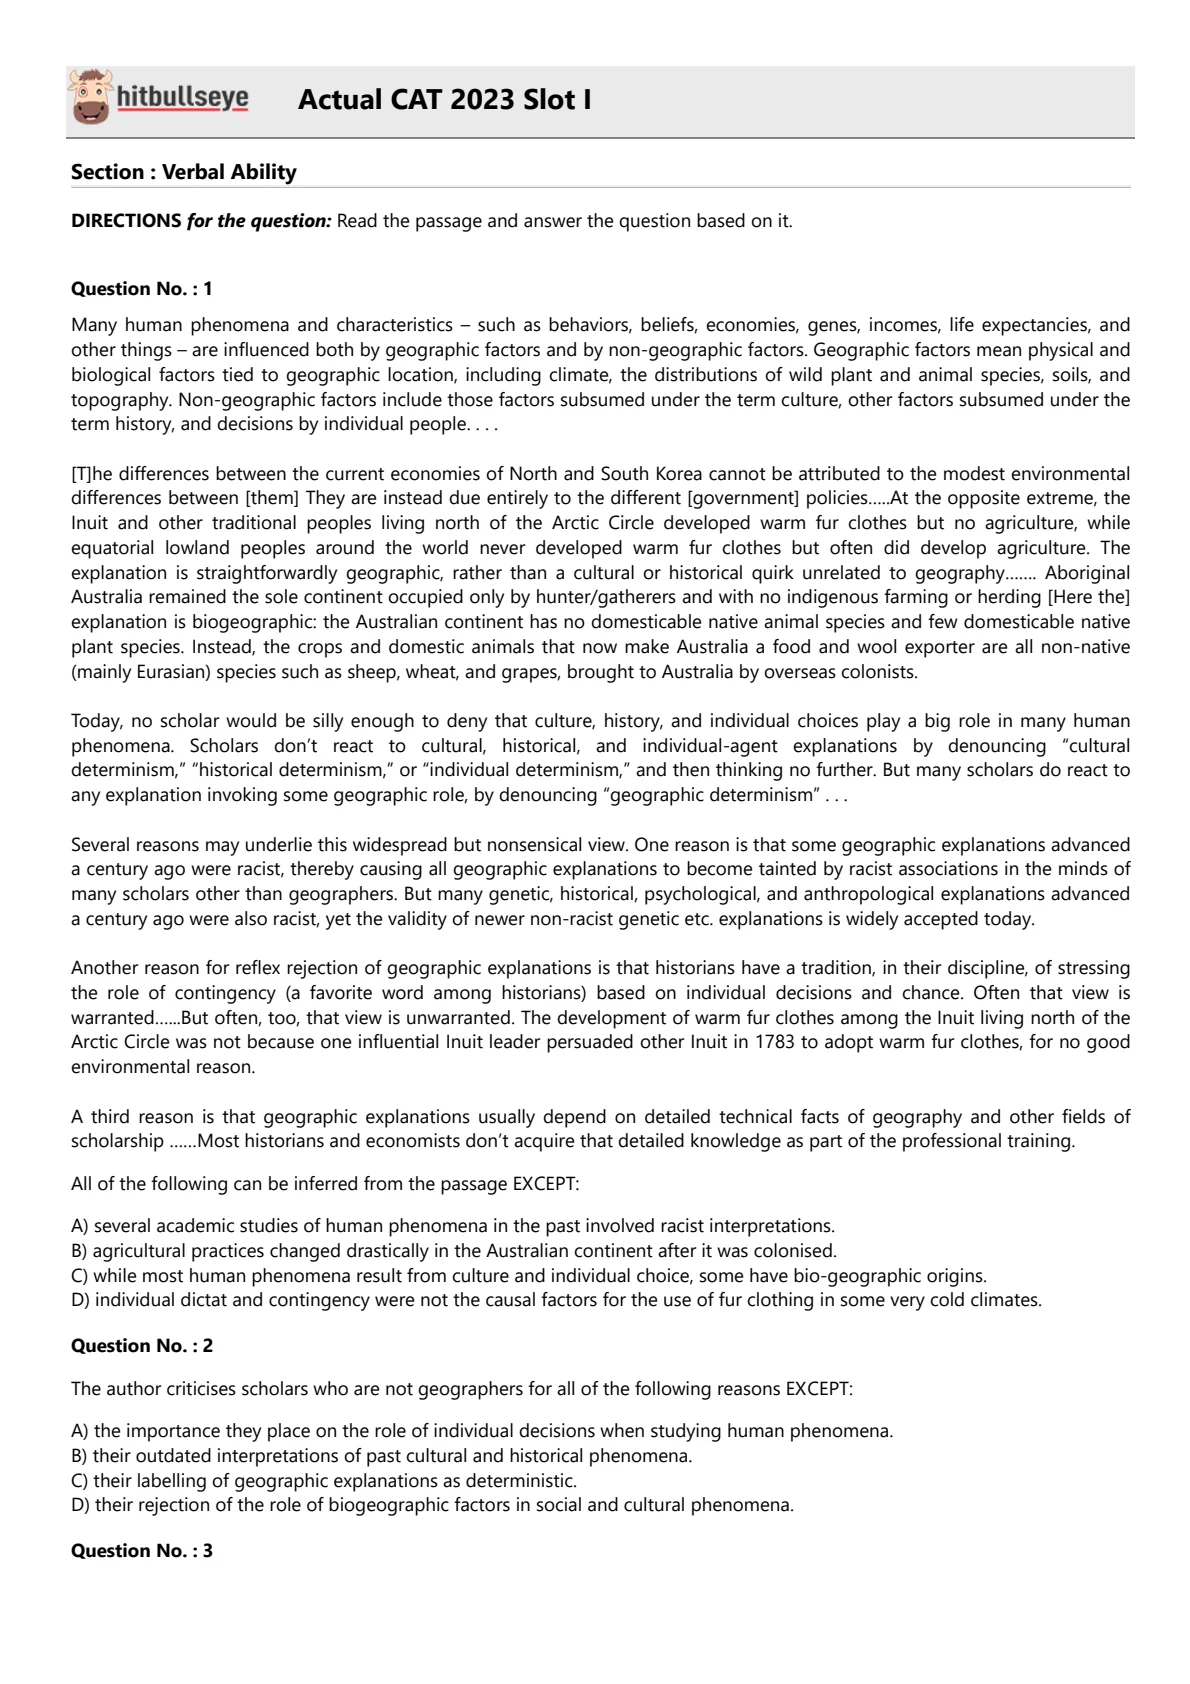 hitbullseye
Actual CAT 2023 Slot I
Section : Verbal Ability
DIRECTIONS for the question: Read the passage and answer the question based on it.
Question No. : 1
Many human phenomena and characteristics – such as behaviors, beliefs, economies, genes, incomes, life expectancies, and
other things – are influenced both by geographic factors and by non-geographic factors. Geographic factors mean physical and
biological factors tied to geographic location, including climate, the distributions of wild plant and animal species, soils, and
topography. Non-geographic factors include those factors subsumed under the term culture, other factors subsumed under the
term history, and decisions by individual people. . . .
[T]he differences between the current economies of North and South Korea cannot be attributed to the modest environmental
differences between [them] They are instead due entirely to the different [government] policies.....At the opposite extreme, the
Inuit and other traditional peoples living north of the Arctic Circle developed warm fur clothes but no agriculture, while
equatorial lowland peoples around the world never developed warm fur clothes but often did develop agriculture. The
explanation is straightforwardly geographic, rather than a cultural or historical quirk unrelated to geography....... Aboriginal
Australia remained the sole continent occupied only by hunter/gatherers and with no indigenous farming or herding [Here the]
explanation is biogeographic: the Australian continent has no domesticable native animal species and few domesticable native
plant species. Instead, the crops and domestic animals that now make Australia a food and wool exporter are all non-native
(mainly Eurasian) species such as sheep, wheat, and grapes, brought to Australia by overseas colonists.
Today, no scholar would be silly enough to deny that culture, history, and individual choices play a big role in many human
phenomena. Scholars don’t react to cultural, historical, and individual-agent explanations by denouncing “cultural
determinism,” “historical determinism,” or “individual determinism,” and then thinking no further. But many scholars do react to
any explanation invoking some geographic role, by denouncing “geographic determinism” . . .
Several reasons may underlie this widespread but nonsensical view. One reason is that some geographic explanations advanced
a century ago were racist, thereby causing all geographic explanations to become tainted by racist associations in the minds of
many scholars other than geographers. But many genetic, historical, psychological, and anthropological explanations advanced
a century ago were also racist, yet the validity of newer non-racist genetic etc. explanations is widely accepted today.
Another reason for reflex rejection of geographic explanations is that historians have a tradition, in their discipline, of stressing
the role of contingency (a favorite word among historians) based on individual decisions and chance. Often that view is
warranted......But often, too, that view is unwarranted. The development of warm fur clothes among the Inuit living north of the
Arctic Circle was not because one influential Inuit leader persuaded other Inuit in 1783 to adopt warm fur clothes, for no good
environmental reason.
A third reason is that geographic explanations usually depend on detailed technical facts of geography and other fields of
scholarship ......Most historians and economists don’t acquire that detailed knowledge as part of the professional training.
All of the following can be inferred from the passage EXCEPT:
A) several academic studies of human phenomena in the past involved racist interpretations.
B) agricultural practices changed drastically in the Australian continent after it was colonised.
C) while most human phenomena result from culture and individual choice, some have bio-geographic origins.
D) individual dictat and contingency were not the causal factors for the use of fur clothing in some very cold climates.
Question No. : 2
The author criticises scholars who are not geographers for all of the following reasons EXCEPT:
A) the importance they place on the role of individual decisions when studying human phenomena.
B) their outdated interpretations of past cultural and historical phenomena.
C) their labelling of geographic explanations as deterministic.
D) their rejection of the role of biogeographic factors in social and cultural phenomena.
Question No. : 3